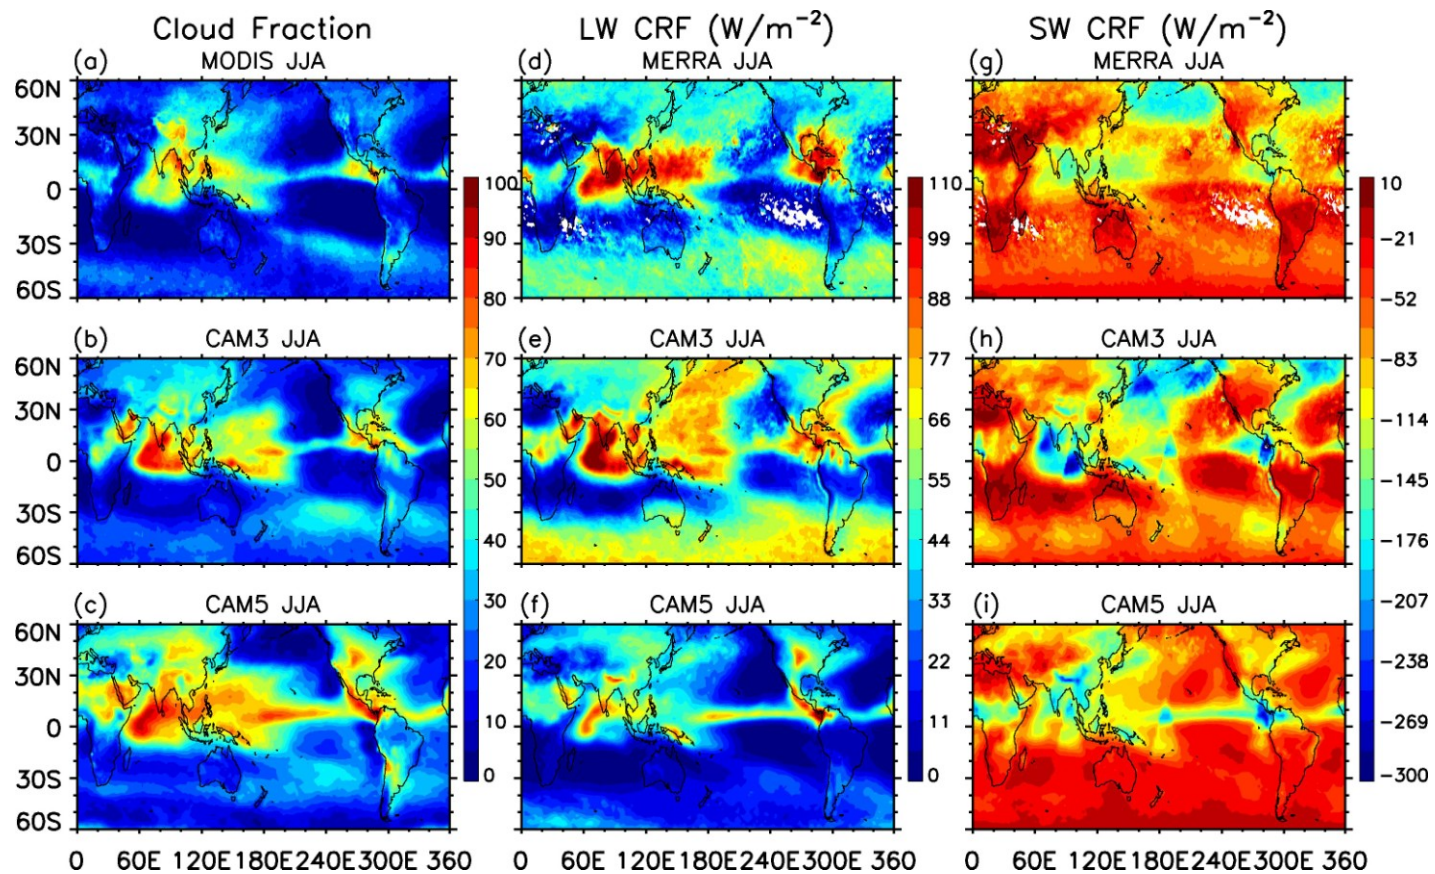 Cloud Fraction
LW CRF (W/m−2)
SW CRF (W/m−2)
(a) MODIS JJA
(d) MERRA JJA
(g) MERRA JJA
60N
30N
0
30S
60S
(b) CAM3 JJA
(e) CAM3 JJA
(h) CAM3 JJA
60N
30N
0
30S
60S
(c) CAM5 JJA
(f) CAM5 JJA
(i) CAM5 JJA
60N
30N
0
30S
60S
100
90
80
70
60
50
40
30
20
10
0
110
99
88
77
66
55
44
33
22
11
0
10
−21
−52
−83
−114
−145
−176
−207
−238
−269
−300
0 60E 120E 180E 240E 300E 360
0 60E 120E 180E 240E 300E 360
0 60E 120E 180E 240E 300E 360